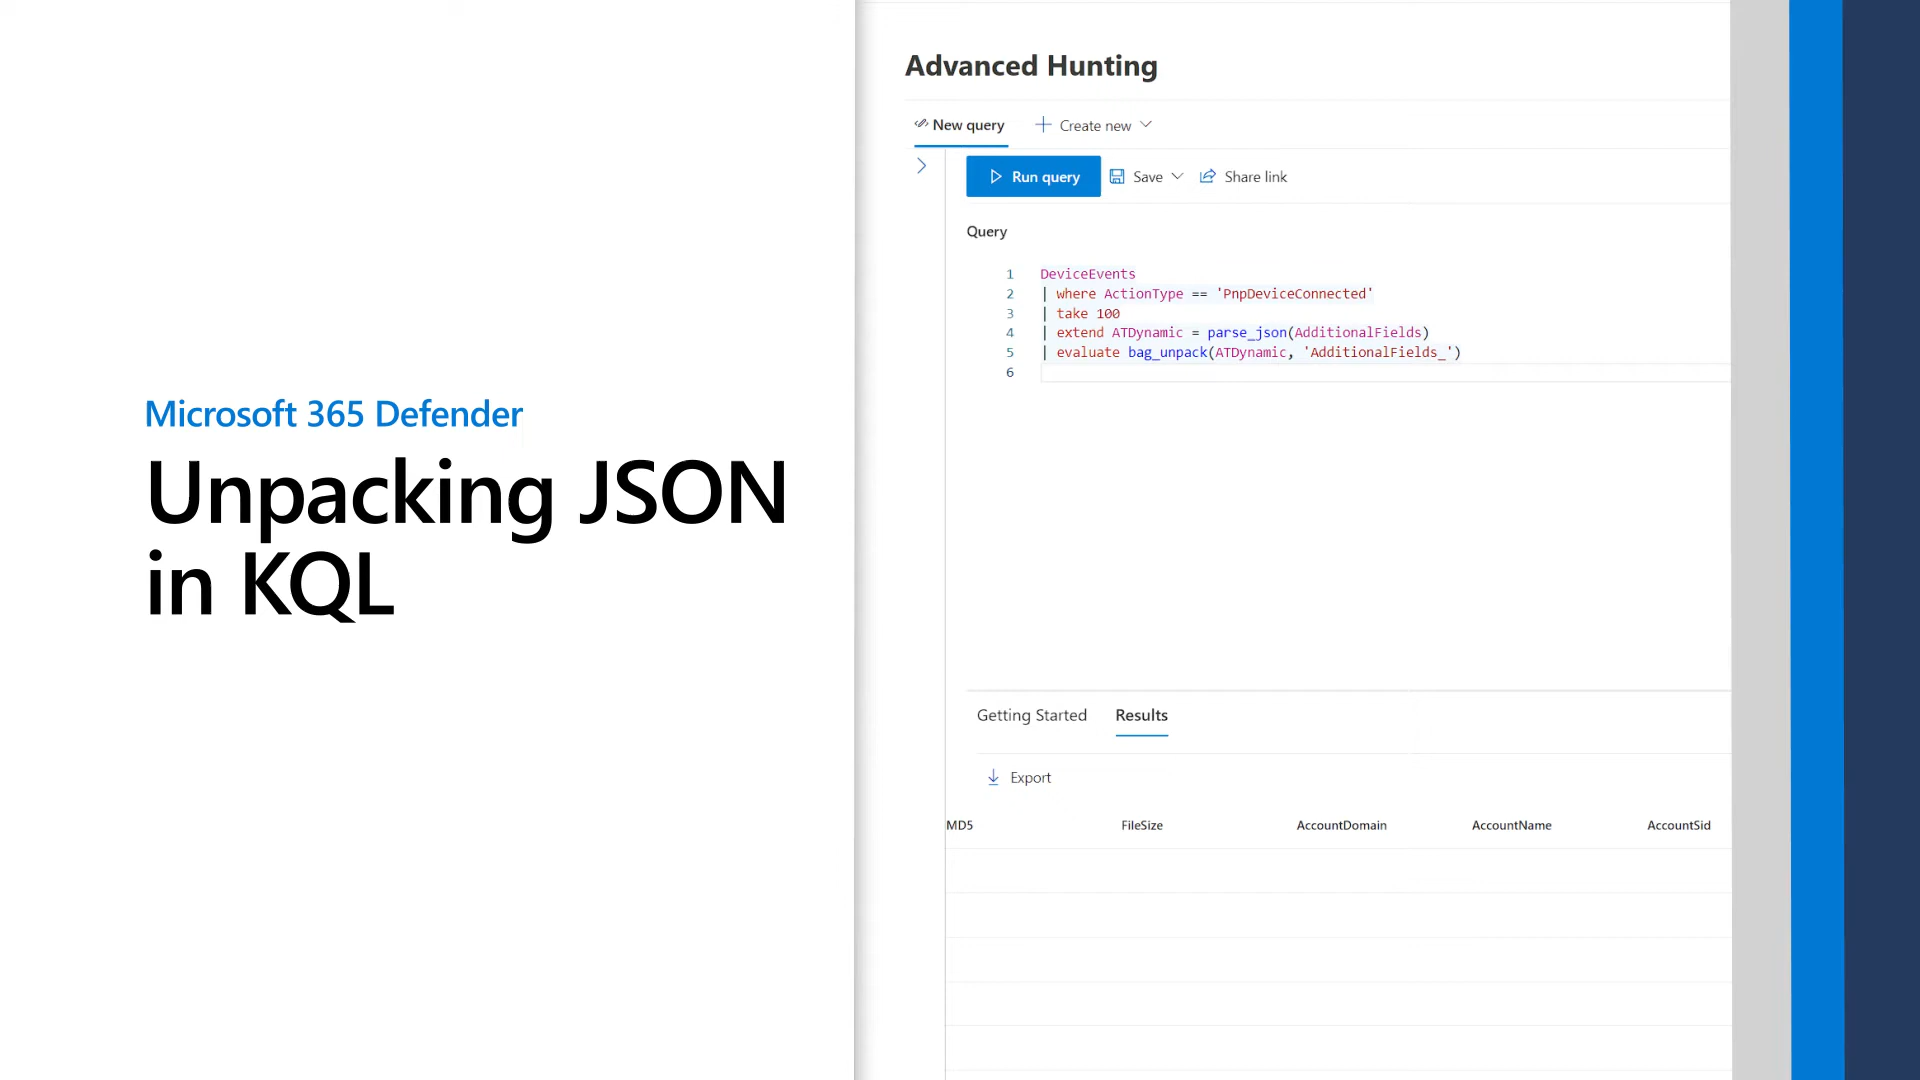 Microsoft 365 Defender
Unpacking JSON
in KQL
Advanced Hunting
New query Create new
Run query Save Share link
Query
1 DeviceEvents
2 | where ActionType == 'PnpDeviceConnected'
3 | take 100
4 | extend ATDynamic = parse_json(AdditionalFields)
5 | evaluate bag_unpack(ATDynamic, 'AdditionalFields_')
6
Getting Started Results
Export
MD5 FileSize AccountDomain AccountName AccountSid